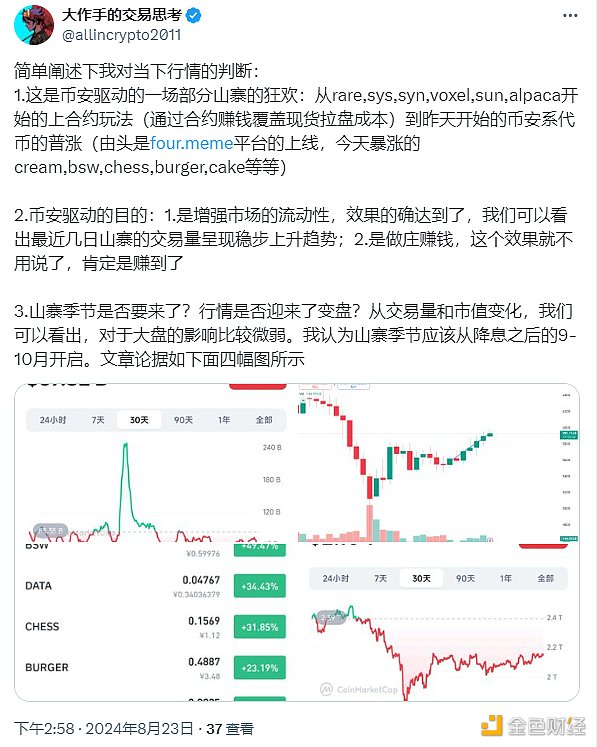 大作手的交易思考
@allincrypto2011
简单阐述下我对当下行情的判断：
1.这是币安驱动的一场部分山寨的狂欢：从rare,sys,syn,voxel,sun,alpaca开
始的上合约玩法（通过合约赚钱覆盖现货拉盘成本）到昨天开始的币安系代
币的普涨（由头是four.meme平台的上线，今天暴涨的
cream,bsw,chess,burger,cake等等）
2.币安驱动的目的：1.是增强市场的流动性，效果的确达到了，我们可以看
出最近几日山寨的交易量呈现稳步上升趋势；2.是做庄赚钱，这个效果就不
用说了，肯定是赚到了
3.山寨季节是否要来了？行情是否迎来了变盘？从交易量和市值变化，我们
可以看出，对于大盘的影响比较微弱。我认为山寨季节应该从降息之后的9-
10月开启。文章论据如下面四幅图所示
24小时 7天 30天 90天 1年 全部
240 B
180 B
120 B
BSW ¥0.59976 +49.47%
DATA 0.04767 +34.43%
¥0.34036379
CHESS 0.1569 +31.85%
¥1.12
BURGER 0.4887 +23.19%
¥3.48
24小时 7天 30天 90天 1年 全部
2.4 T
2.2 T
2 T
CoinMarketCap
下午2:58 · 2024年8月23日 · 37 查看
金色财经